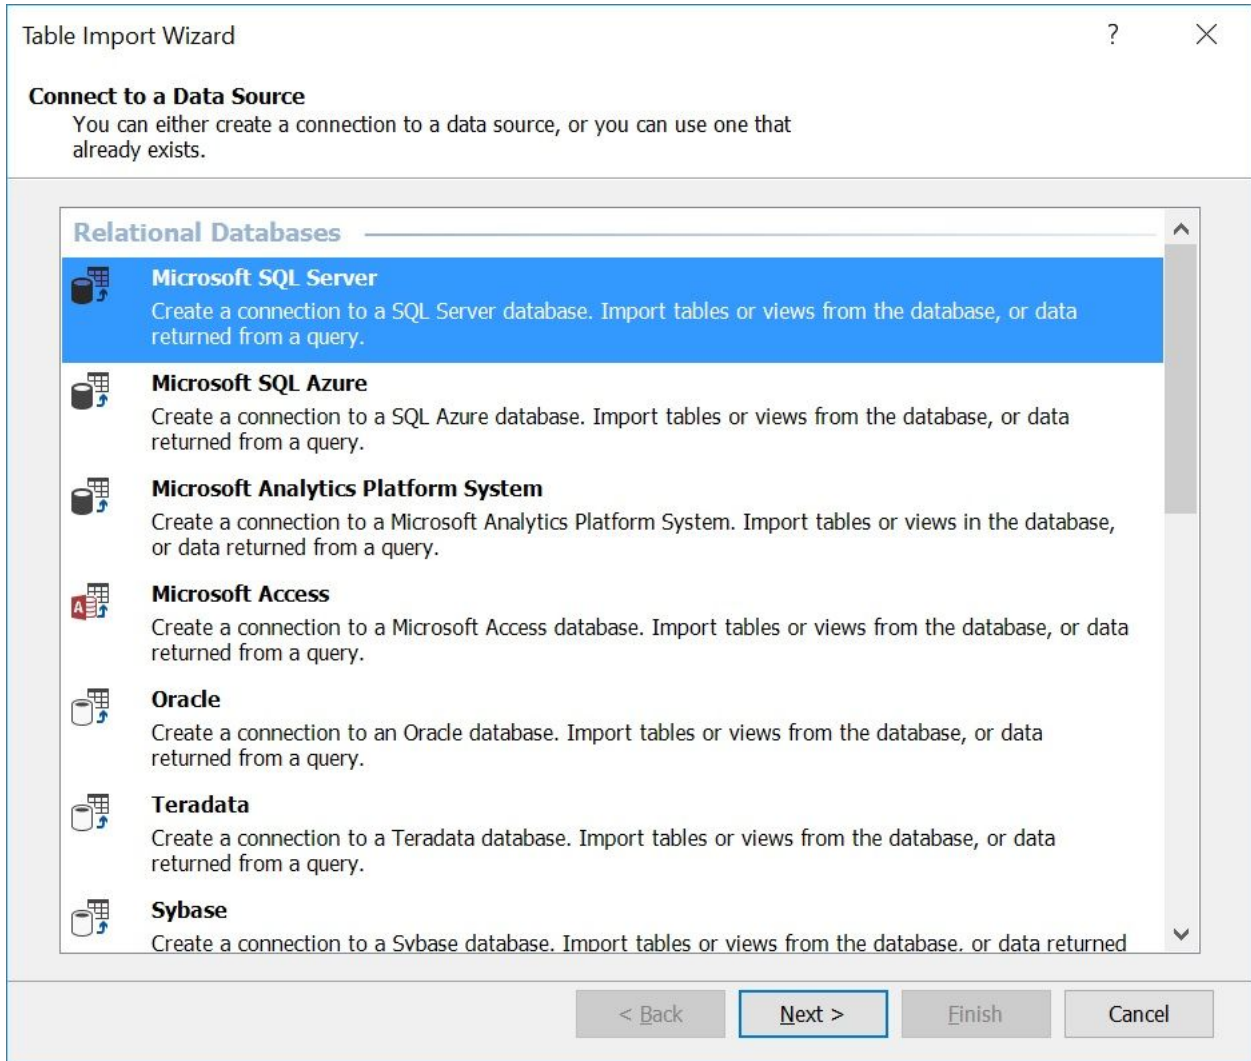 Table Import Wizard
?
Connect to a Data Source
You can either create a connection to a data source, or you can use one that
already exists.
Relational Databases
Microsoft SQL Server
Create a connection to a SQL Server database. Import tables or views from the database, or data
returned from a query.
Microsoft SQL Azure
Create a connection to a SQL Azure database. Import tables or views from the database, or data
returned from a query.
Microsoft Analytics Platform System
Create a connection to a Microsoft Analytics Platform System. Import tables or views in the database,
or data returned from a query.
Microsoft Access
Create a connection to a Microsoft Access database. Import tables or views from the database, or data
returned from a query.
Oracle
Create a connection to an Oracle database. Import tables or views from the database, or data
returned from a query.
Teradata
Create a connection to a Teradata database. Import tables or views from the database, or data
returned from a query.
Sybase
Create a connection to a Sybase database. Import tables or views from the database, or data returned
< Back
Next >
Finish
Cancel